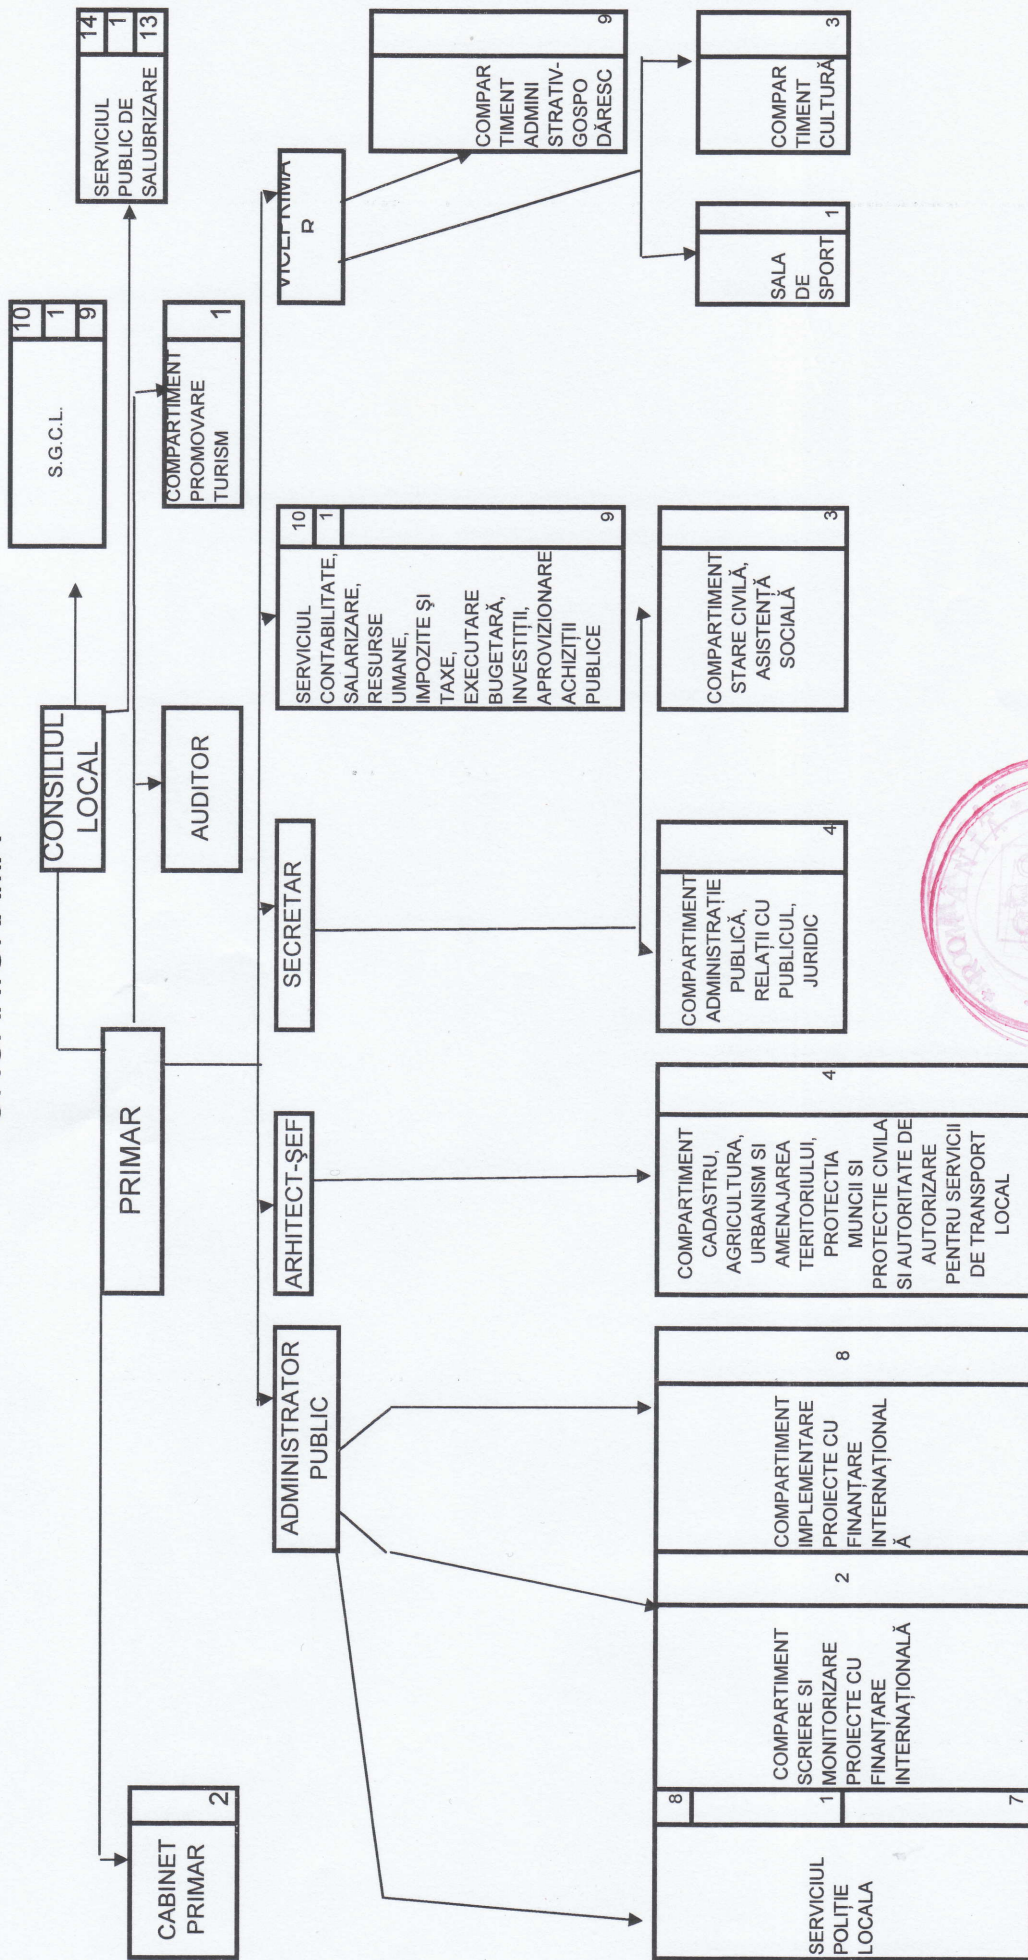 CONSILIUL
LOCAL
S.G.C.L.
10
1
9
SERVICIUL
PUBLIC DE
SALUBRIZARE
14
1
13
PRIMAR
CABINET
PRIMAR
2
AUDITOR
COMPARTIMENT
PROMOVARE
TURISM
1
ADMINISTRATOR
PUBLIC
ARHITECT-ŞEF
SECRETAR
SERVICIUL
CONTABILITATE,
SALARIZARE,
RESURSE
UMANE,
IMPOZITE ŞI
TAXE,
EXECUTARE
BUGETARĂ,
INVESTIŢII,
APROVIZIONARE
ACHIZIŢII
PUBLICE
10
1
9
VICEPRIMA
R
COMPAR
TIMENT
ADMINI
STRATIV-
GOSPO
DĂRESC
9
SERVICIUL
POLIŢIE
LOCALA
8
1
7
COMPARTIMENT
SCRIERE SI
MONITORIZARE
PROIECTE CU
FINANŢARE
INTERNAŢIONALĂ
2
COMPARTIMENT
IMPLEMENTARE
PROIECTE CU
FINANŢARE
INTERNAŢIONAL
Ă
8
COMPARTIMENT
CADASTRU,
AGRICULTURA,
URBANISM SI
AMENAJAREA
TERITORIULUI,
PROTECTIA
MUNCII SI
PROTECTIE CIVILA
SI AUTORITATE DE
AUTORIZARE
PENTRU SERVICII
DE TRANSPORT
LOCAL
4
COMPARTIMENT
ADMINISTRAŢIE
PUBLICĂ,
RELAŢII CU
PUBLICUL,
JURIDIC
4
COMPARTIMENT
STARE CIVILĂ,
ASISTENŢĂ
SOCIALĂ
3
SALA
DE
SPORT
1
COMPAR
TIMENT
CULTURĂ
3
ROMÂNIA